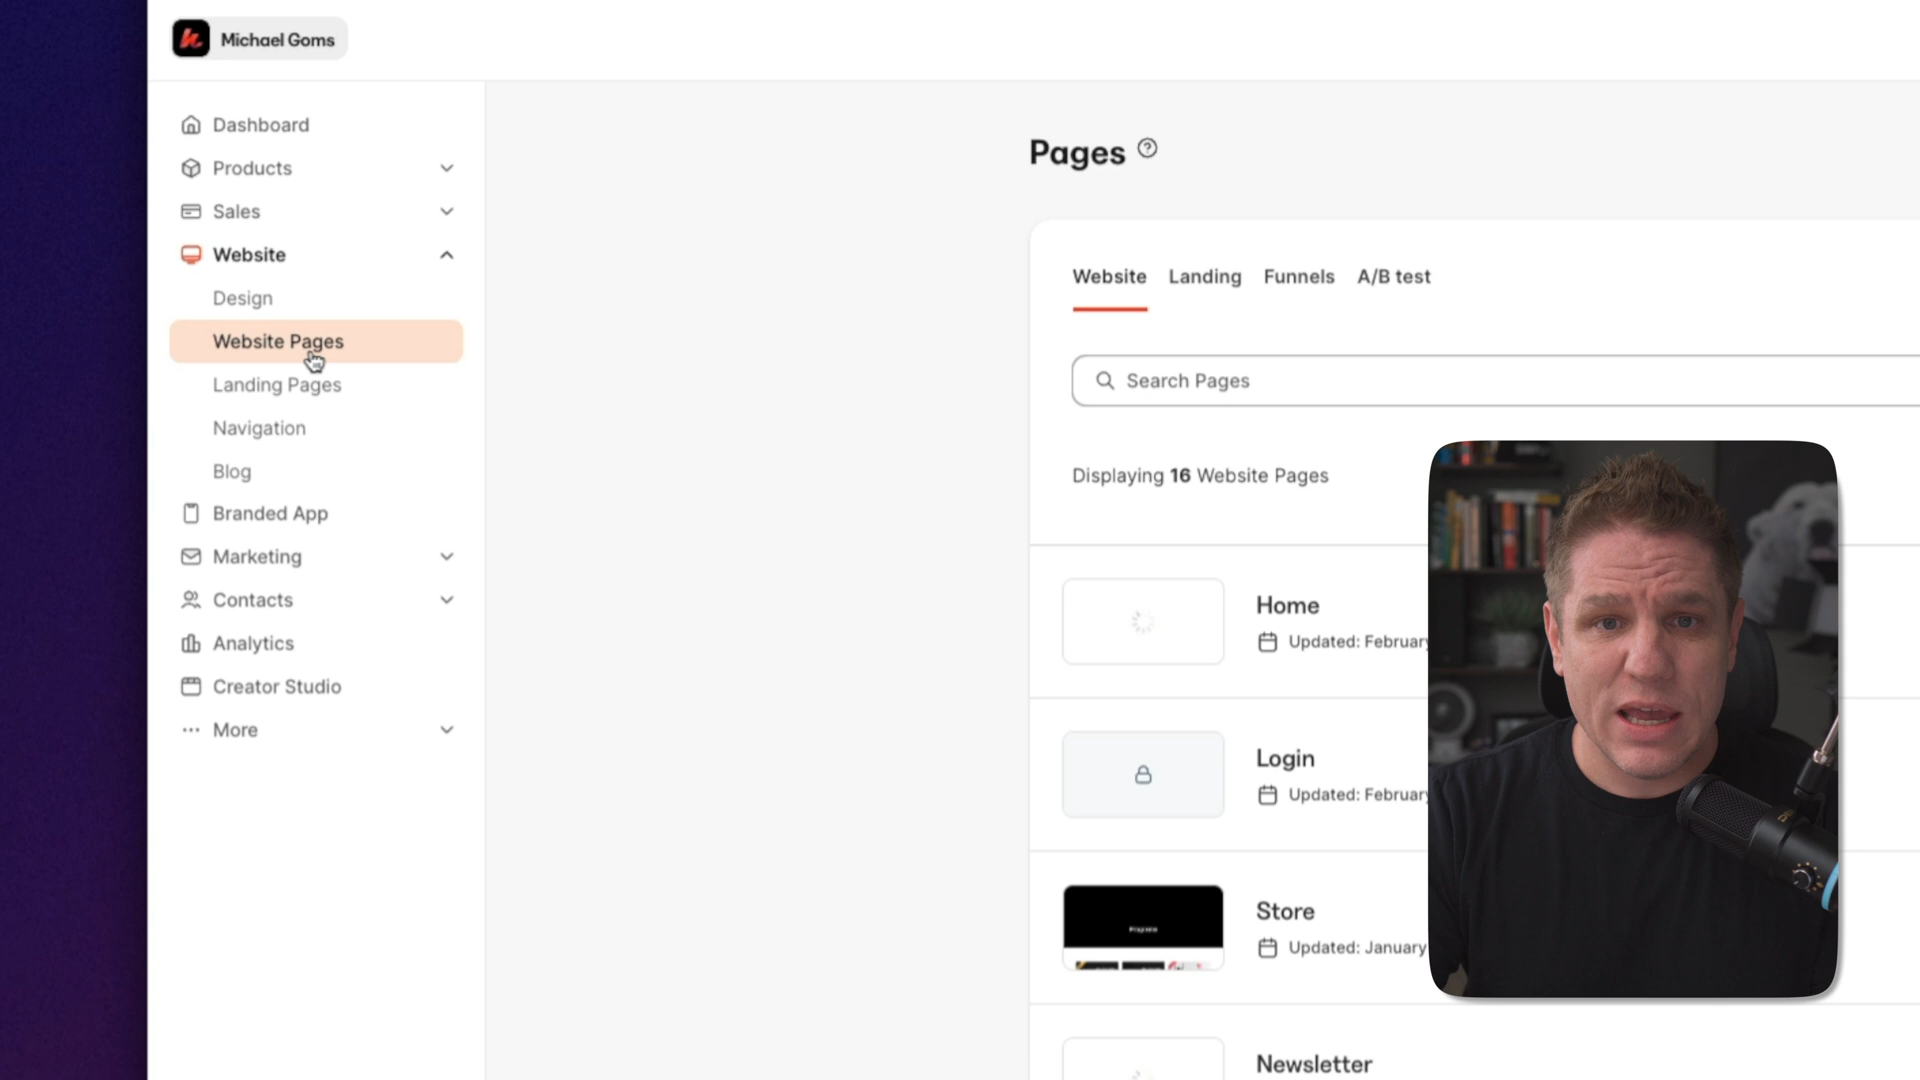 Michael Goms
Dashboard
Products
Sales
Website
Design
Website Pages
Landing Pages
Navigation
Blog
Branded App
Marketing
Contacts
Analytics
Creator Studio
More
Pages
Website Landing Funnels A/B test
Search Pages
Displaying 16 Website Pages
Home
Updated: February
Login
Updated: February
Store
Updated: January
Newsletter